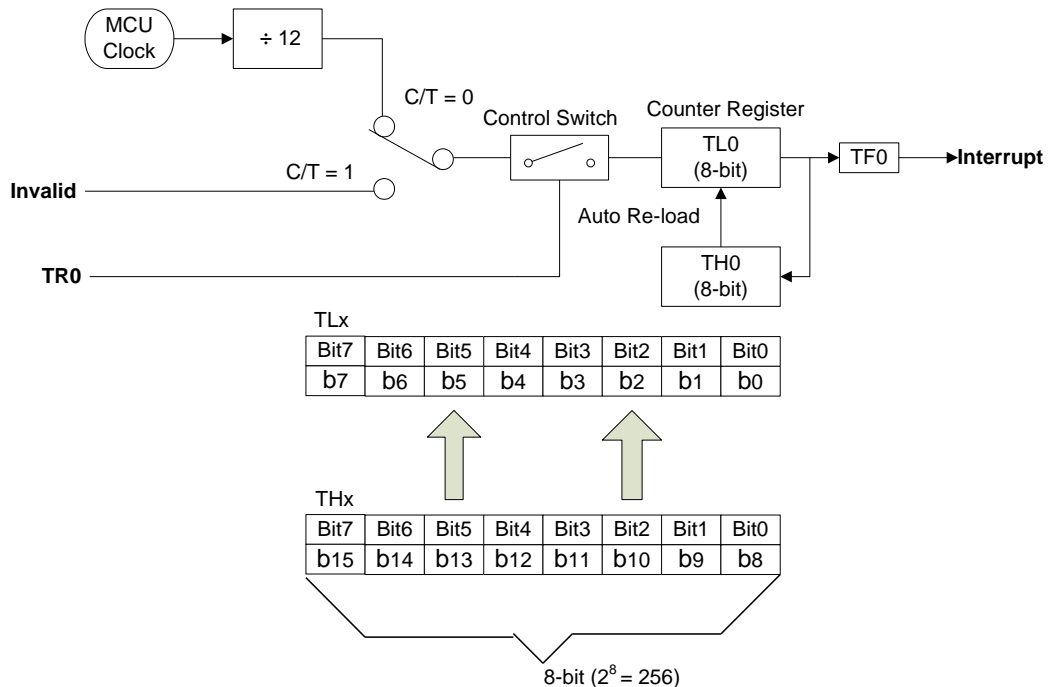 MCU
Clock
÷ 12
C/T = 0
Control Switch
Counter Register
TL0
(8-bit)
TF0
Interrupt
C/T = 1
Invalid
Auto Re-load
TR0
TH0
(8-bit)
TLx
Bit7 Bit6 Bit5 Bit4 Bit3 Bit2 Bit1 Bit0
b7 b6 b5 b4 b3 b2 b1 b0
THx
Bit7 Bit6 Bit5 Bit4 Bit3 Bit2 Bit1 Bit0
b15 b14 b13 b12 b11 b10 b9 b8
8-bit (2⁸ = 256)